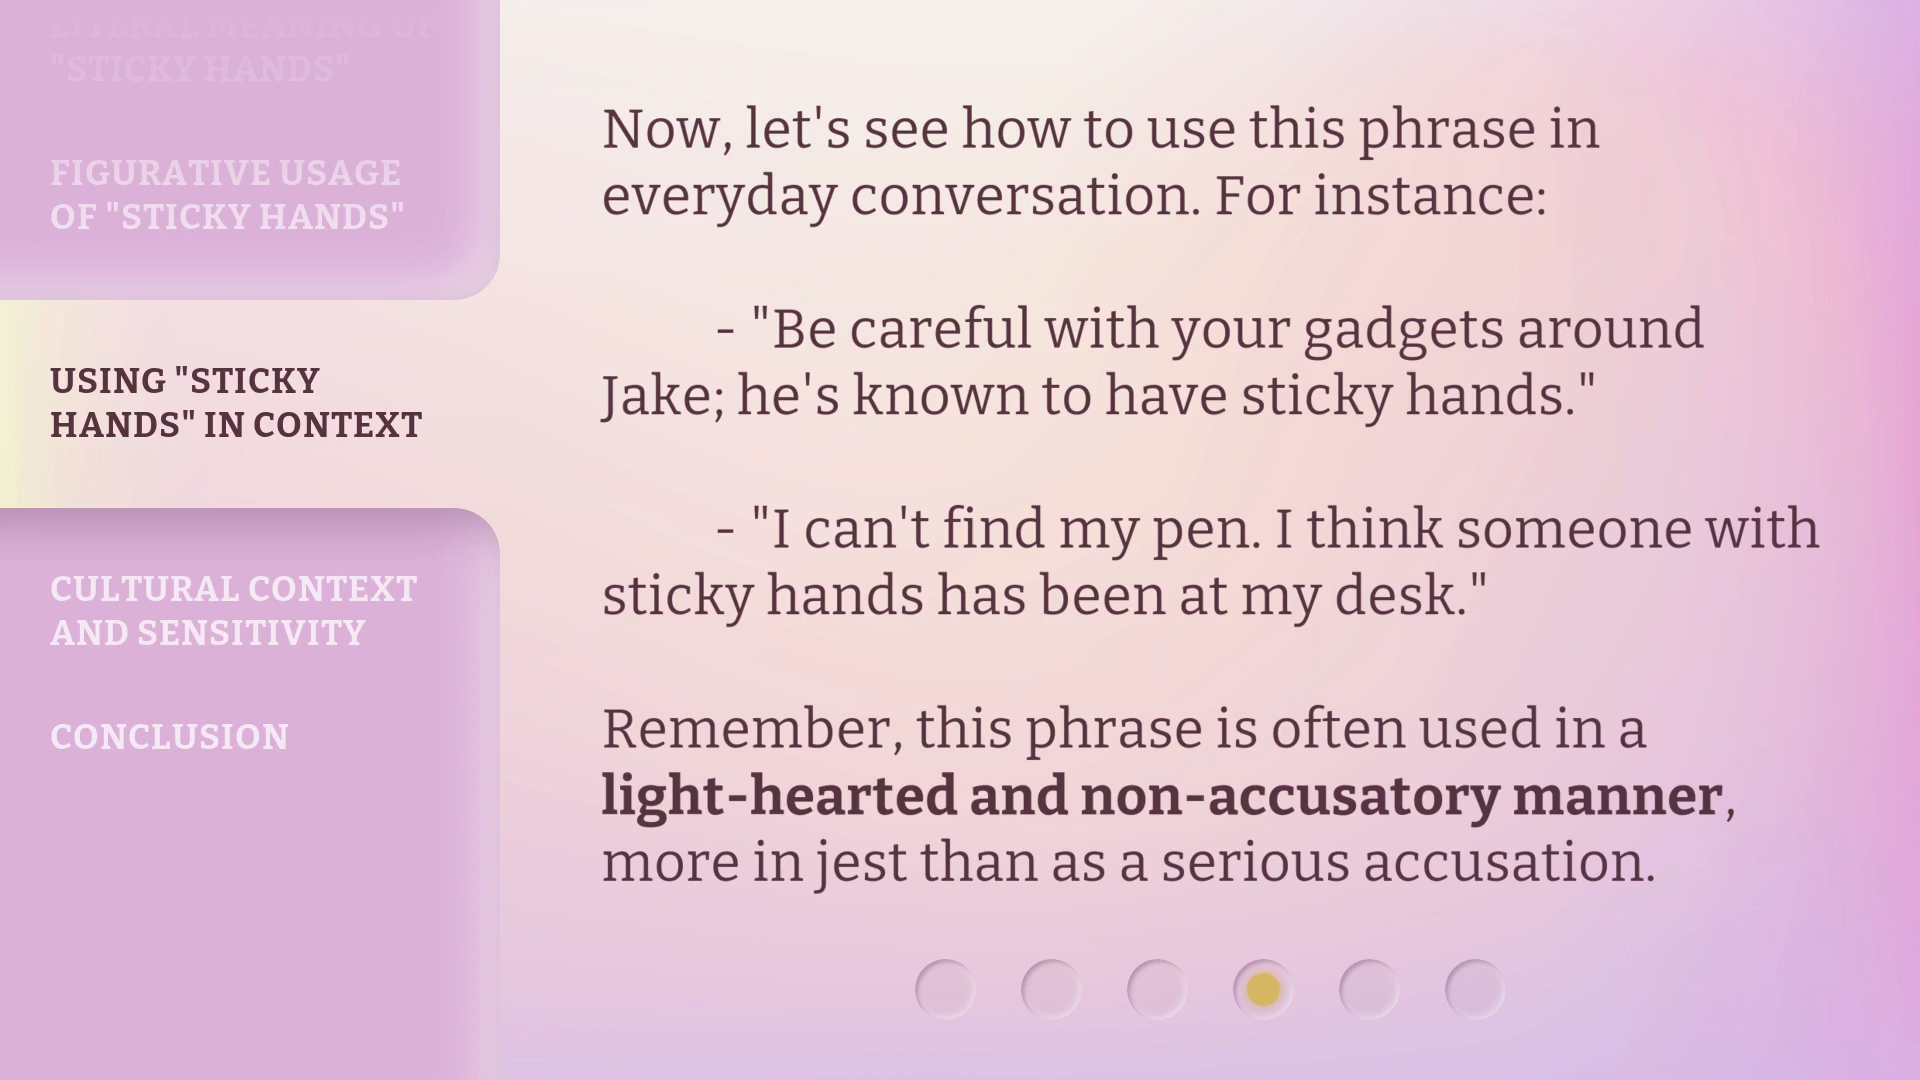 LITERAL MEANING OF
"STICKY HANDS"
FIGURATIVE USAGE
OF "STICKY HANDS"
USING "STICKY
HANDS" IN CONTEXT
CULTURAL CONTEXT
AND SENSITIVITY
CONCLUSION
Now, let's see how to use this phrase in
everyday conversation. For instance:
- "Be careful with your gadgets around
Jake; he's known to have sticky hands."
- "I can't find my pen. I think someone with
sticky hands has been at my desk."
Remember, this phrase is often used in a
light-hearted and non-accusatory manner,
more in jest than as a serious accusation.